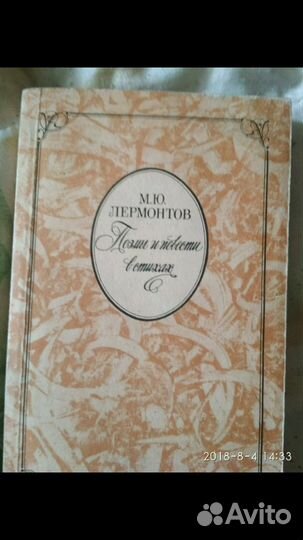 М.Ю.
ЛЕРМОНТОВ
Поэмы и повести
в стихах
2018-8-4 14:33
Avito